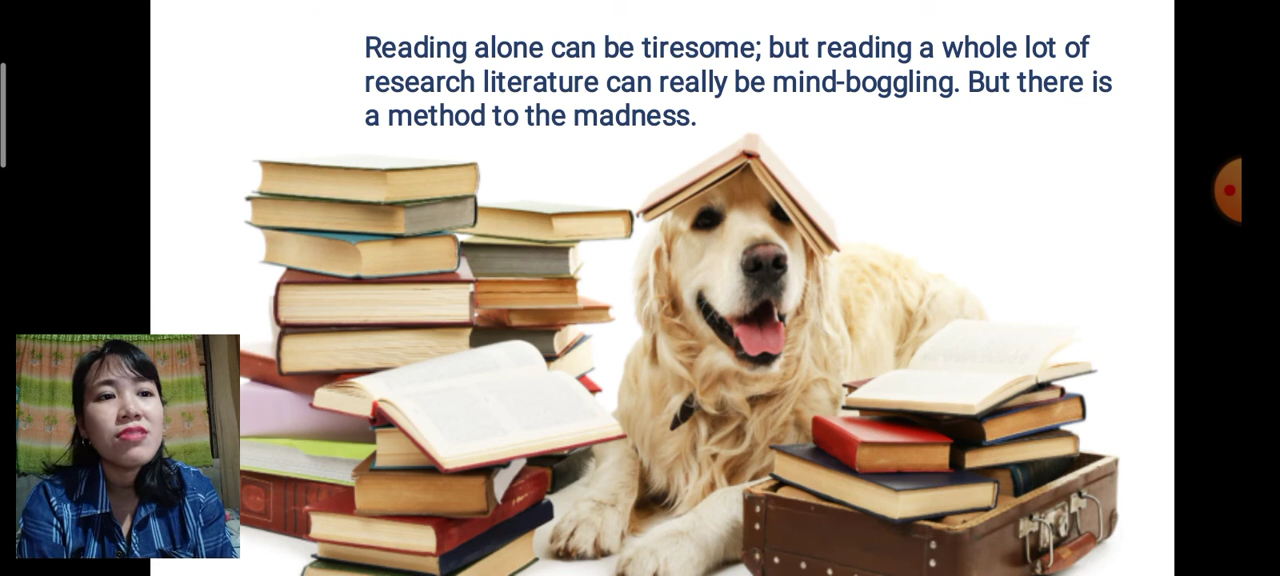 Reading alone can be tiresome; but reading a whole lot of
research literature can really be mind-boggling. But there is
a method to the madness.